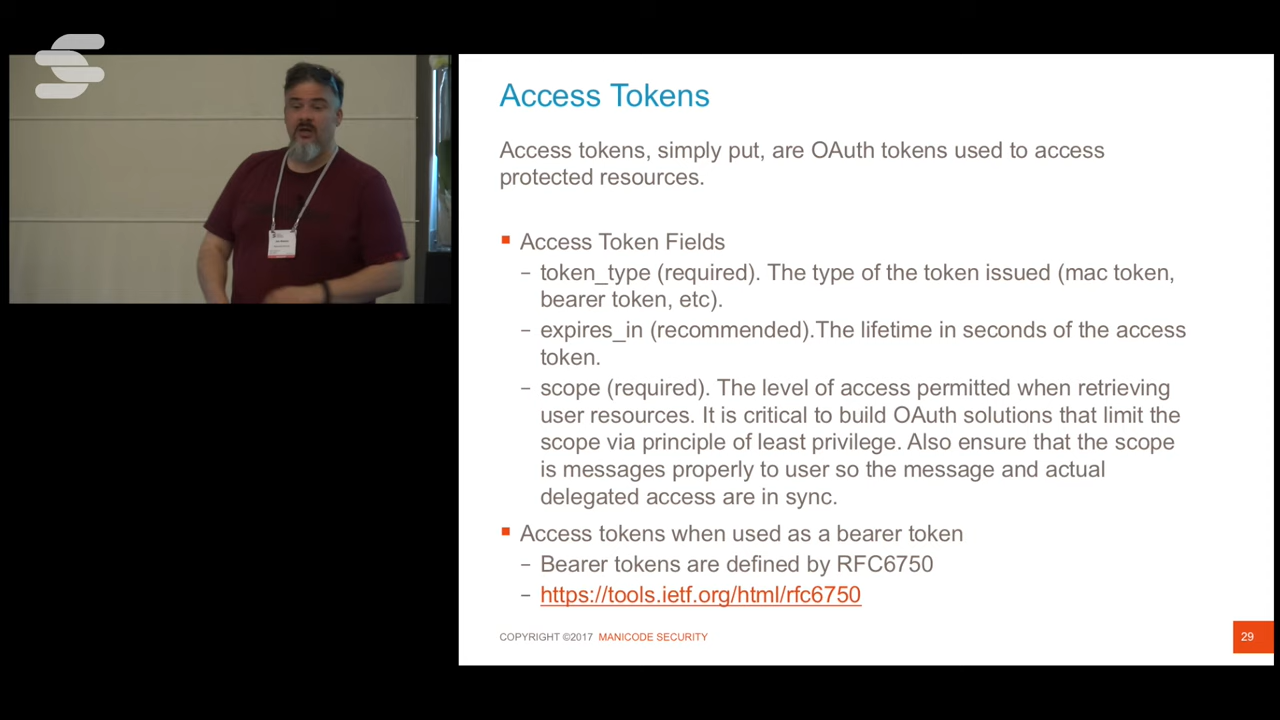 Access Tokens
Access tokens, simply put, are OAuth tokens used to access
protected resources.
▪ Access Token Fields
– token_type (required). The type of the token issued (mac token,
bearer token, etc).
– expires_in (recommended).The lifetime in seconds of the access
token.
– scope (required). The level of access permitted when retrieving
user resources. It is critical to build OAuth solutions that limit the
scope via principle of least privilege. Also ensure that the scope
is messages properly to user so the message and actual
delegated access are in sync.
▪ Access tokens when used as a bearer token
– Bearer tokens are defined by RFC6750
– https://tools.ietf.org/html/rfc6750
COPYRIGHT ©2017 MANICODE SECURITY
29